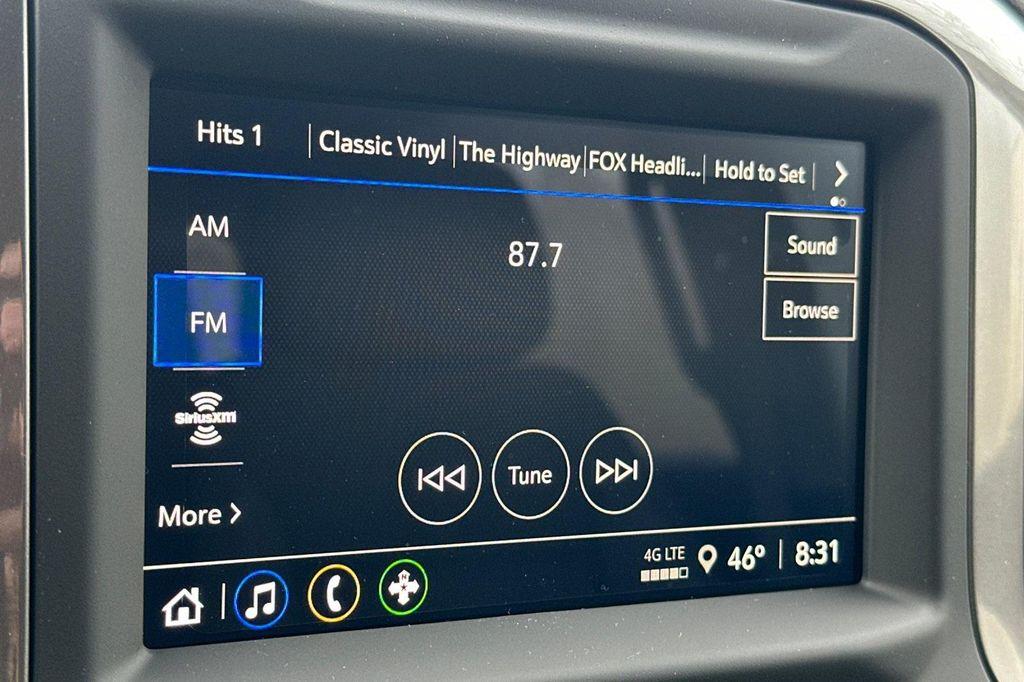 Hits 1
Classic Vinyl
The Highway
FOX Headli...
Hold to Set
AM
87.7
Sound
FM
Browse
SiriusXM
Tune
More
4G LTE
46°
8:31
N